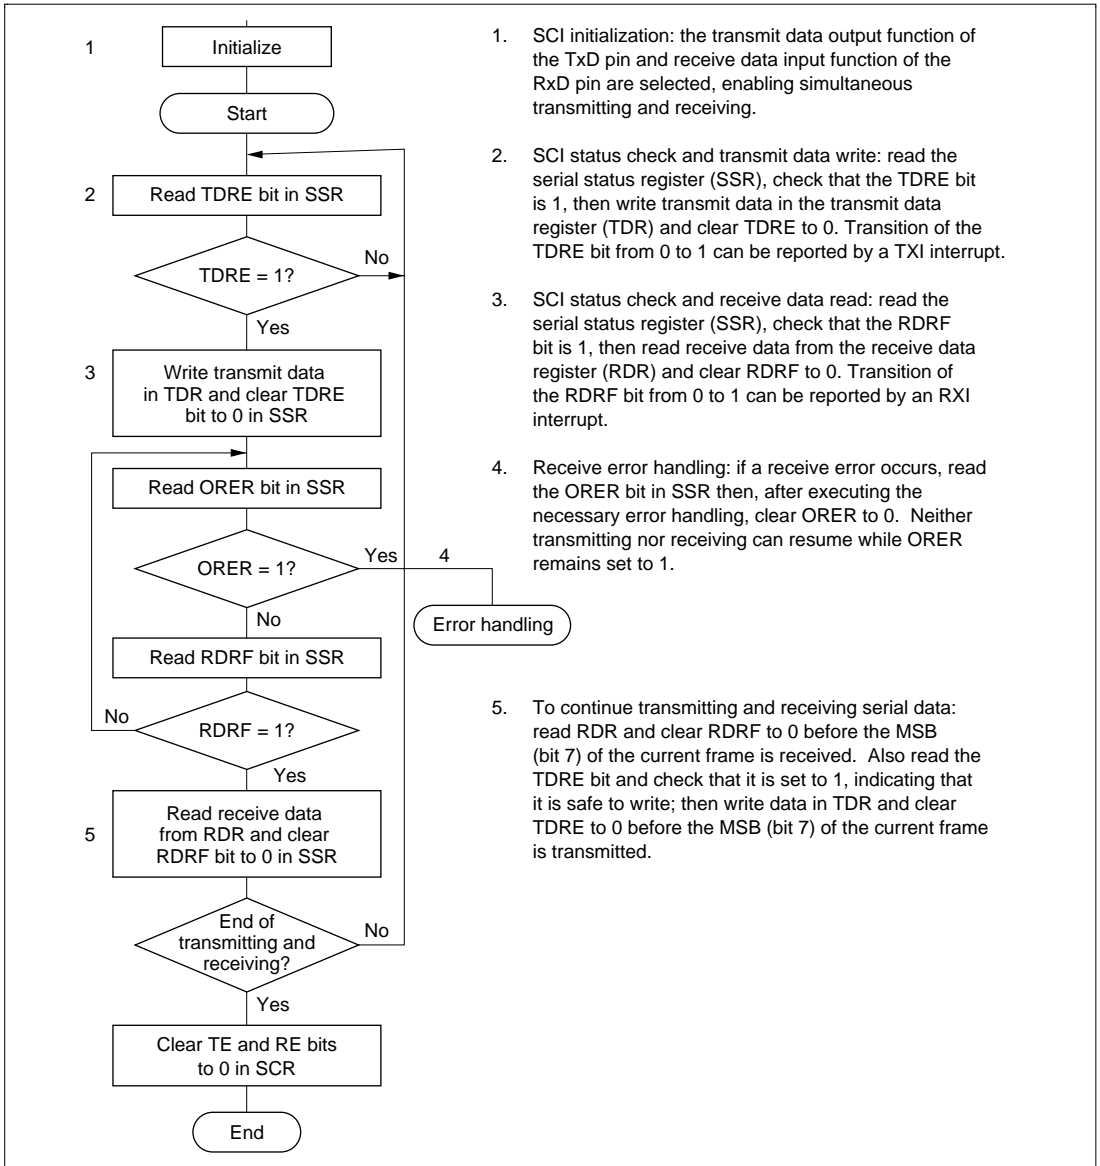 1
Initialize
Start
2
Read TDRE bit in SSR
TDRE = 1?
No
Yes
3
Write transmit data
in TDR and clear TDRE
bit to 0 in SSR
Read ORER bit in SSR
ORER = 1?
Yes
4
Error handling
No
Read RDRF bit in SSR
No
RDRF = 1?
Yes
5
Read receive data
from RDR and clear
RDRF bit to 0 in SSR
End of
transmitting and
receiving?
No
Yes
Clear TE and RE bits
to 0 in SCR
End
1. SCI initialization: the transmit data output function of
the TxD pin and receive data input function of the
RxD pin are selected, enabling simultaneous
transmitting and receiving.
2. SCI status check and transmit data write: read the
serial status register (SSR), check that the TDRE bit
is 1, then write transmit data in the transmit data
register (TDR) and clear TDRE to 0. Transition of the
TDRE bit from 0 to 1 can be reported by a TXI interrupt.
3. SCI status check and receive data read: read the
serial status register (SSR), check that the RDRF
bit is 1, then read receive data from the receive data
register (RDR) and clear RDRF to 0. Transition of
the RDRF bit from 0 to 1 can be reported by an RXI
interrupt.
4. Receive error handling: if a receive error occurs, read
the ORER bit in SSR then, after executing the
necessary error handling, clear ORER to 0. Neither
transmitting nor receiving can resume while ORER
remains set to 1.
5. To continue transmitting and receiving serial data:
read RDR and clear RDRF to 0 before the MSB
(bit 7) of the current frame is received. Also read the
TDRE bit and check that it is set to 1, indicating that
it is safe to write; then write data in TDR and clear
TDRE to 0 before the MSB (bit 7) of the current frame
is transmitted.